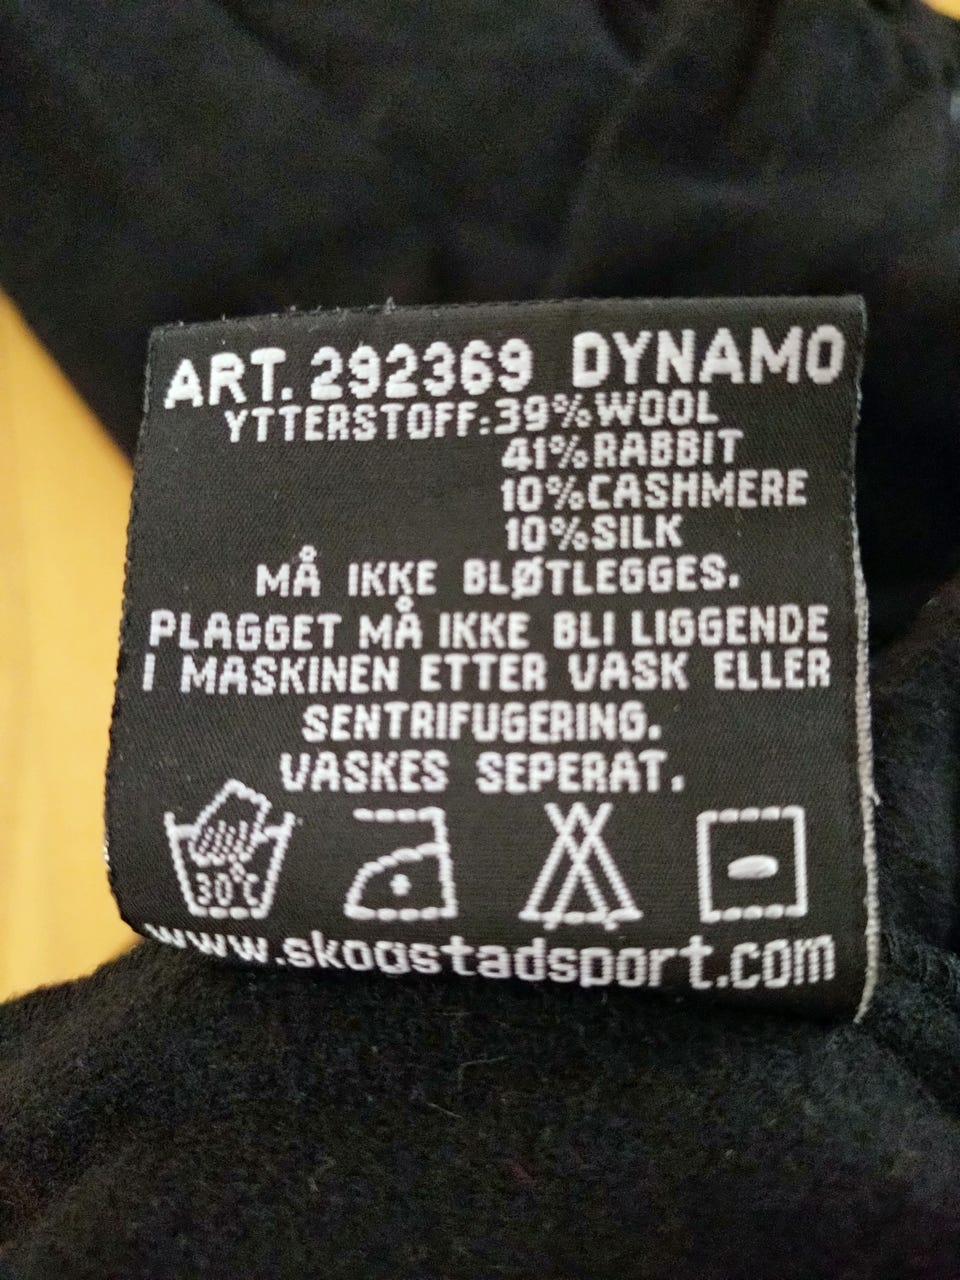 ART. 292369 DYNAMO
YTTERSTOFF:39%WOOL
41%RABBIT
10%CASHMERE
10%SILK
MÅ IKKE BLØTLEGGES.
PLAGGET MÅ IKKE BLI LIGGENDE
I MASKINEN ETTER VASK ELLER
SENTRIFUGERING.
VASKES SEPERAT.
30°C
www.skogstadsport.com